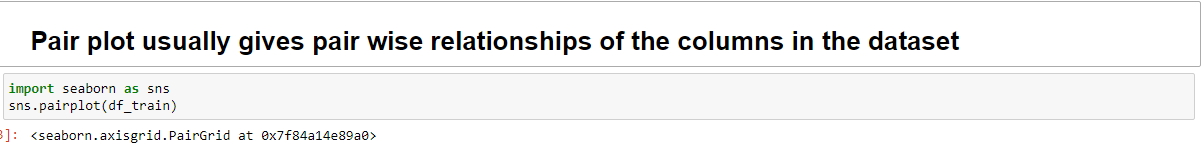 Pair plot usually gives pair wise relationships of the columns in the dataset
import seaborn as sns
sns.pairplot(df_train)
]: <seaborn.axisgrid.PairGrid at 0x7f84a14e89a0>